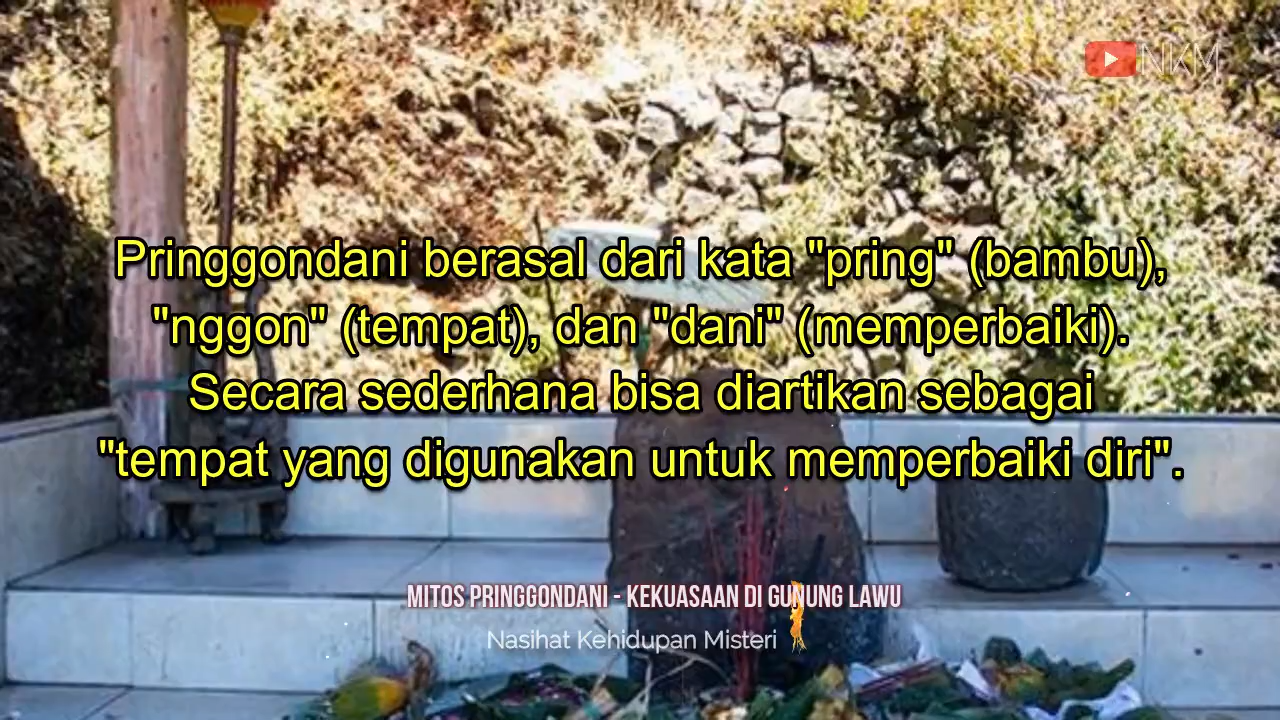 NKM
Pringgondani berasal dari kata "pring" (bambu),
"nggon" (tempat), dan "dani" (memperbaiki).
Secara sederhana bisa diartikan sebagai
"tempat yang digunakan untuk memperbaiki diri".
MITOS PRINGGONDANI - KEKUASAAN DI GUNUNG LAWU
Nasihat Kehidupan Misteri